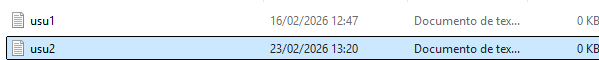 usu1 16/02/2026 12:47 Documento de tex... 0 KB
usu2 23/02/2026 13:20 Documento de tex... 0 KB